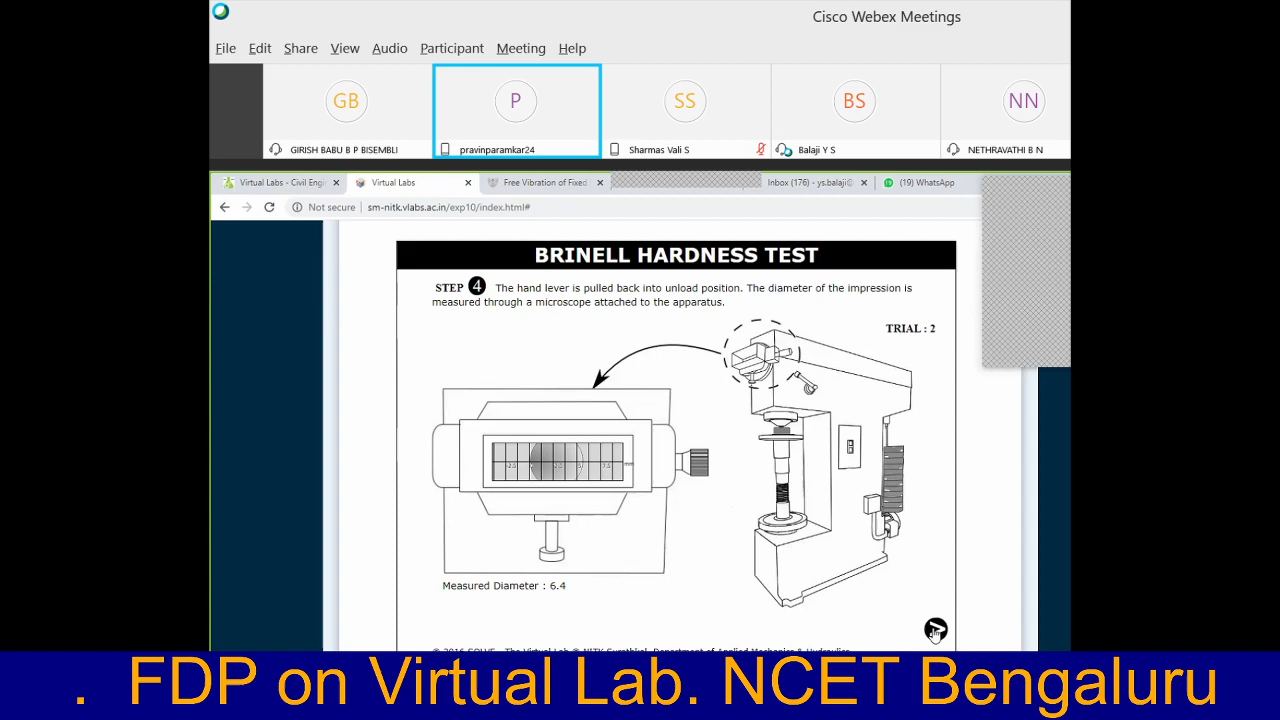 Cisco Webex Meetings
File Edit Share View Audio Participant Meeting Help
GB P SS BS NN
GIRISH BABU B P BISEMBLI pravinparamkar24 Sharmas Vali S Balaji Y S NETHRAVATHI B N
Virtual Labs - Civil Engi Virtual Labs Free Vibration of Fixed Inbox (176) - ys.balaji@ (19) WhatsApp
Not secure sm-nitk.vlabs.ac.in/exp10/index.html#
BRINELL HARDNESS TEST
STEP 4 The hand lever is pulled back into unload position. The diameter of the impression is
measured through a microscope attached to the apparatus.
TRIAL : 2
mm
Measured Diameter : 6.4
. FDP on Virtual Lab. NCET Bengaluru